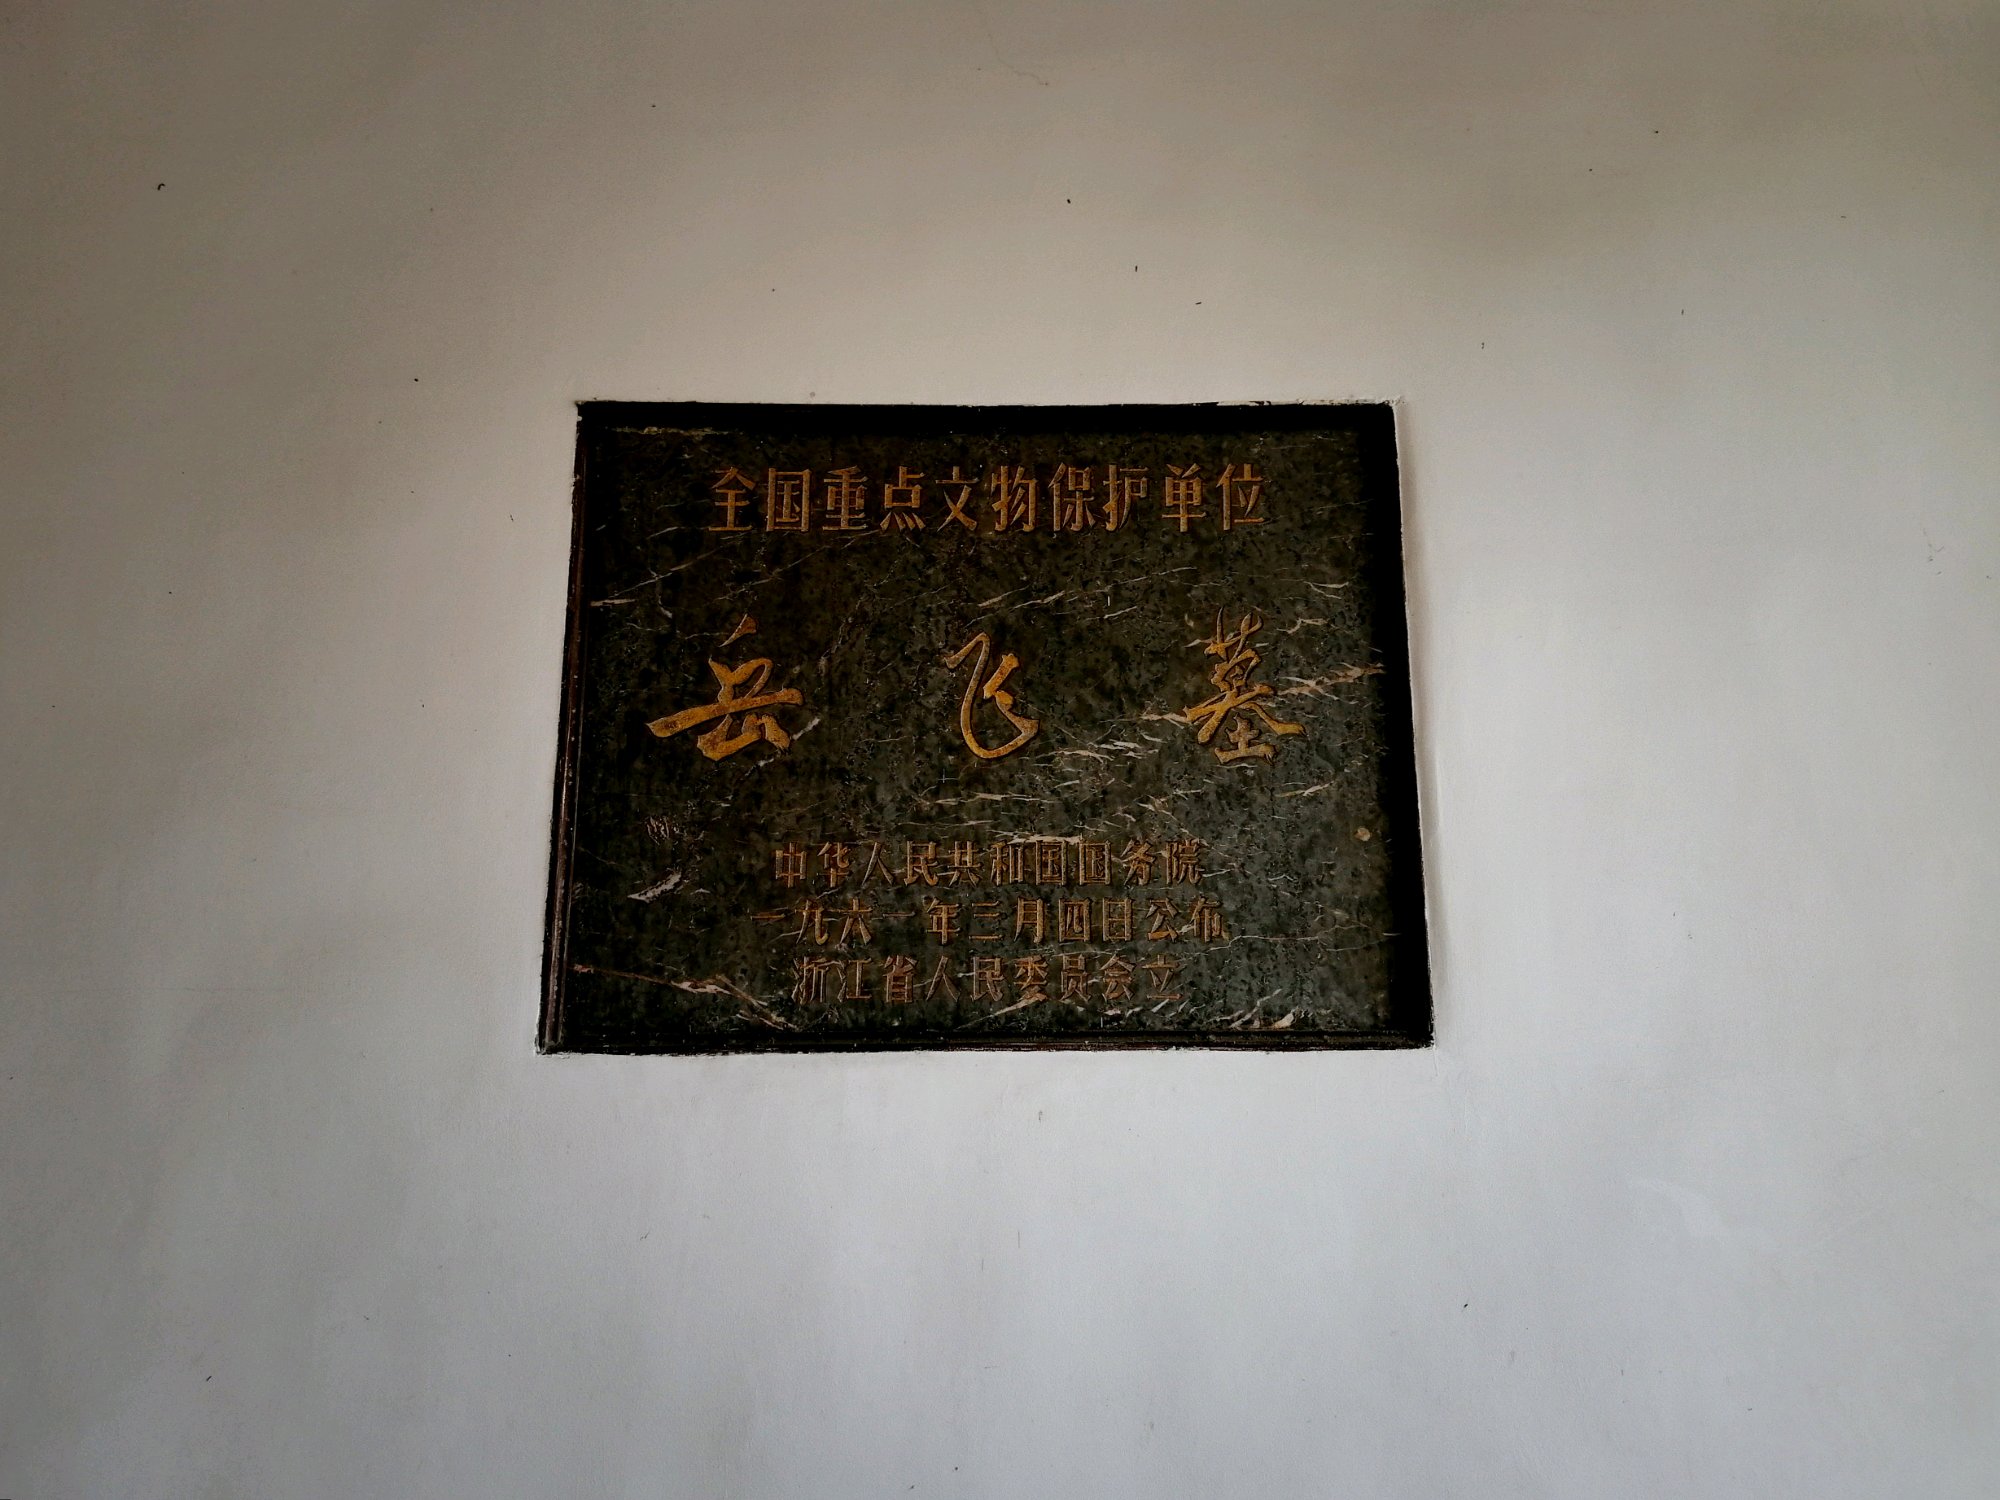 全国重点文物保护单位
岳飞墓
中华人民共和国国务院
一九六一年三月四日公布
浙江省人民委员会立